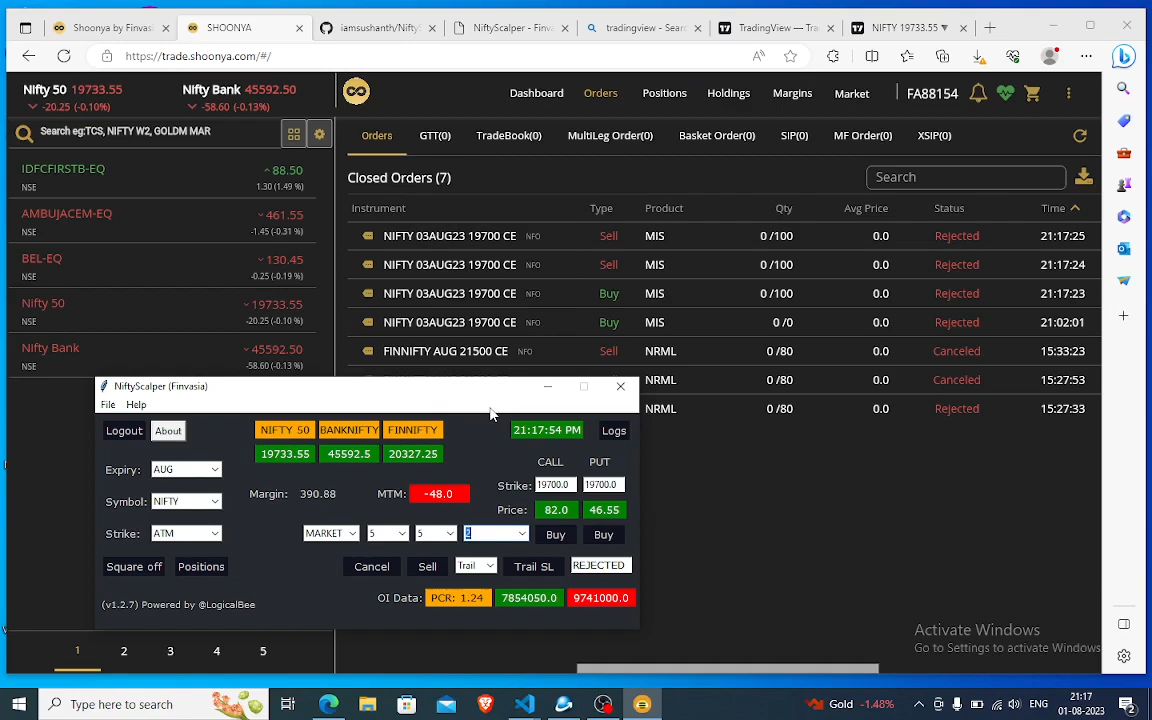 Shoonya by Finvasi
SHOONYA
iamsushanth/Nifty
NiftyScalper - Finva
tradingview - Sear
TradingView — Tra
NIFTY 19733.55 ▼
https://trade.shoonya.com/#/
Nifty 50 19733.55
-20.25 (-0.10%)
Nifty Bank 45592.50
-58.60 (-0.13%)
Dashboard
Orders
Positions
Holdings
Margins
Market
FA88154
Search eg:TCS, NIFTY W2, GOLDM MAR
Orders
GTT(0)
TradeBook(0)
MultiLeg Order(0)
Basket Order(0)
SIP(0)
MF Order(0)
XSIP(0)
IDFCFIRSTB-EQ 88.50
NSE 1.30 (1.49 %)
AMBUJACEM-EQ 461.55
NSE -1.45 (-0.31 %)
BEL-EQ 130.45
NSE -0.25 (-0.19 %)
Nifty 50 19733.55
NSE -20.25 (-0.10 %)
Nifty Bank 45592.50
NSE -58.60 (-0.13 %)
1 2 3 4 5
Closed Orders (7)
Search
Instrument Type Product Qty Avg Price Status Time
NIFTY 03AUG23 19700 CE NFO Sell MIS 0 /100 0.0 Rejected 21:17:25
NIFTY 03AUG23 19700 CE NFO Sell MIS 0 /100 0.0 Rejected 21:17:24
NIFTY 03AUG23 19700 CE NFO Buy MIS 0 /100 0.0 Rejected 21:17:23
NIFTY 03AUG23 19700 CE NFO Buy MIS 0 /0 0.0 Rejected 21:02:01
FINNIFTY AUG 21500 CE NFO Sell NRML 0 /80 0.0 Canceled 15:33:23
NRML 0 /80 0.0 Canceled 15:27:53
NRML 0 /80 0.0 Rejected 15:27:33
NiftyScalper (Finvasia)
File Help
Logout About NIFTY 50 BANKNIFTY FINNIFTY 21:17:54 PM Logs
19733.55 45592.5 20327.25
CALL PUT
Expiry: AUG
Strike: 19700.0 19700.0
Margin: 390.88 MTM: -48.0
Symbol: NIFTY
Price: 82.0 46.55
Strike: ATM MARKET 5 5 2 Buy Buy
Square off Positions Cancel Sell Trail Trail SL REJECTED
(v1.2.7) Powered by @LogicalBee
OI Data: PCR: 1.24 7854050.0 9741000.0
Activate Windows
Go to Settings to activate Windows
Type here to search
Gold -1.48%
ENG
21:17
01-08-2023
2